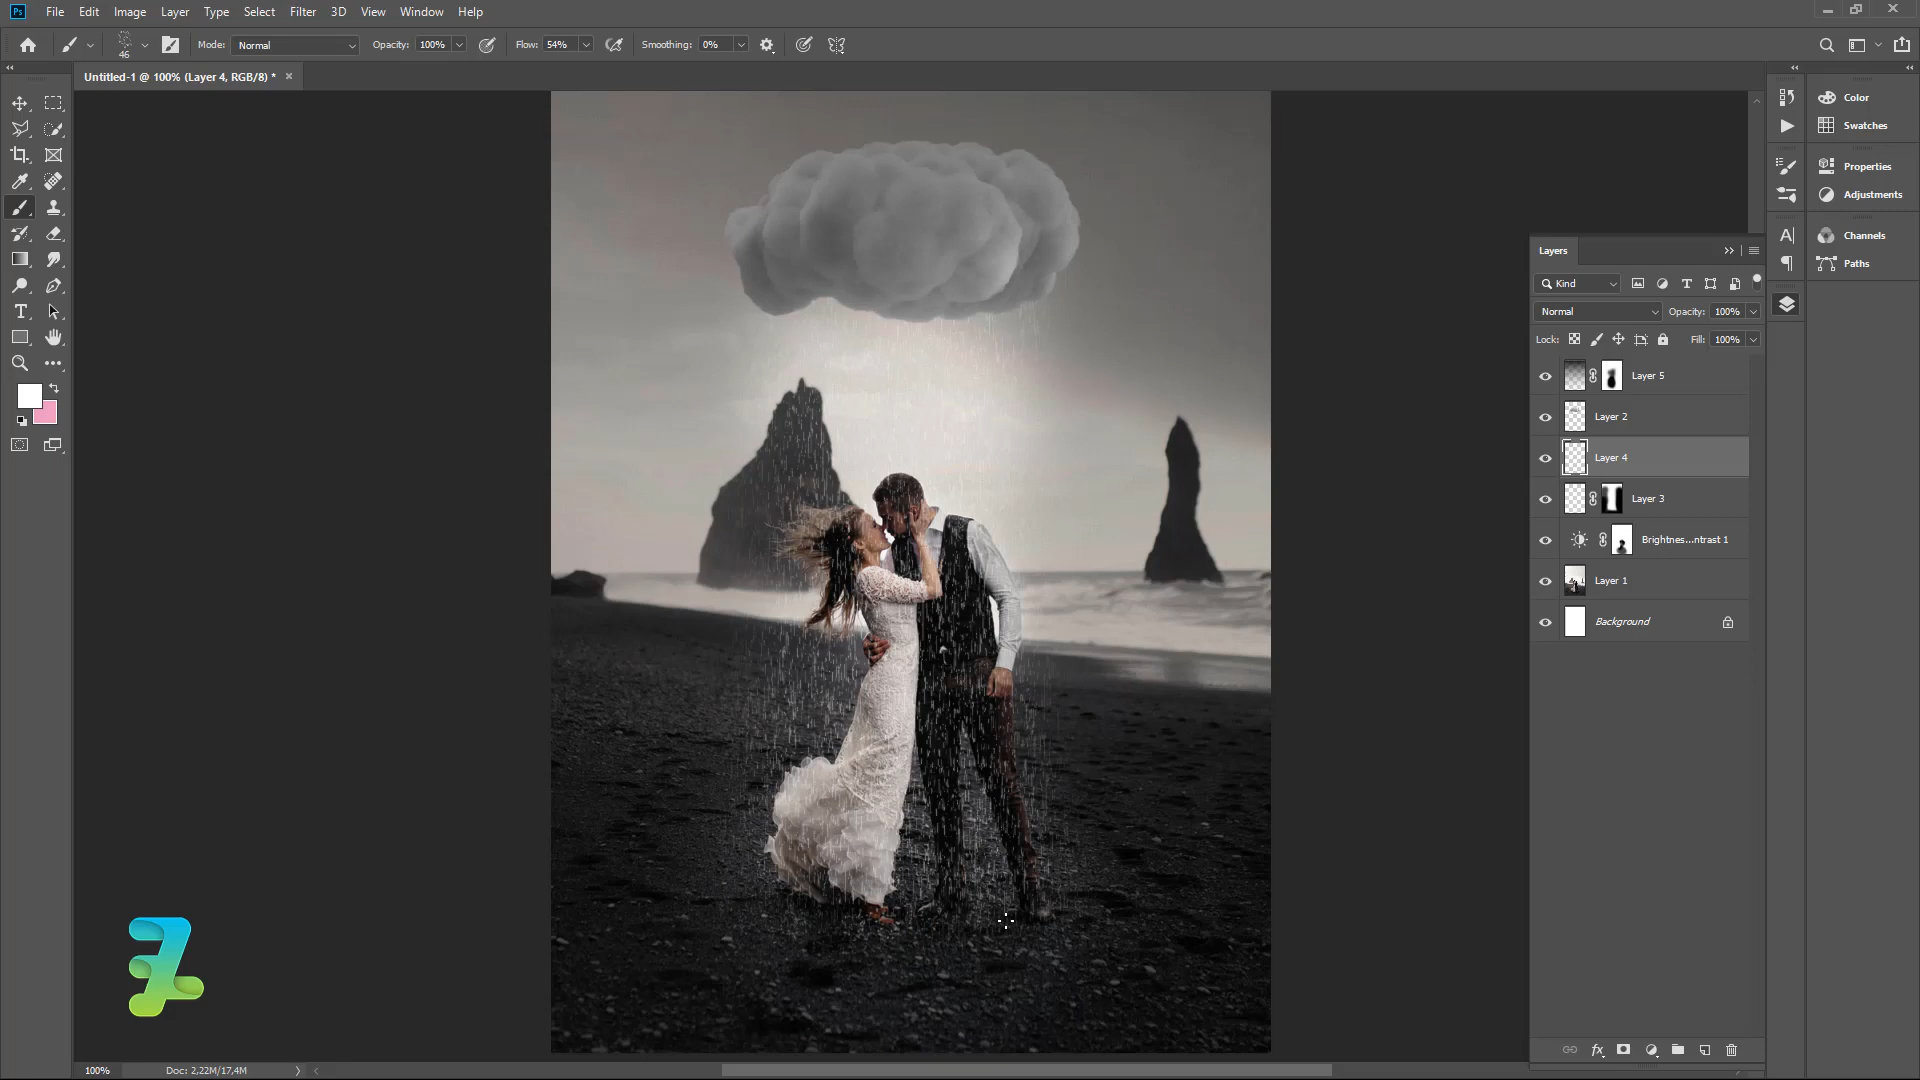 Ps File Edit Image Layer Type Select Filter 3D View Window Help
46 Mode: Normal Opacity: 100% Flow: 54% Smoothing: 0%
Untitled-1 @ 100% (Layer 4, RGB/8) *
Color
Swatches
Properties
Adjustments
Channels
Paths
Layers
Kind
Normal Opacity: 100%
Lock: Fill: 100%
Layer 5
Layer 2
Layer 4
Layer 3
Brightnes...ntrast 1
Layer 1
Background
fx
100% Doc: 2,22M/17,4M